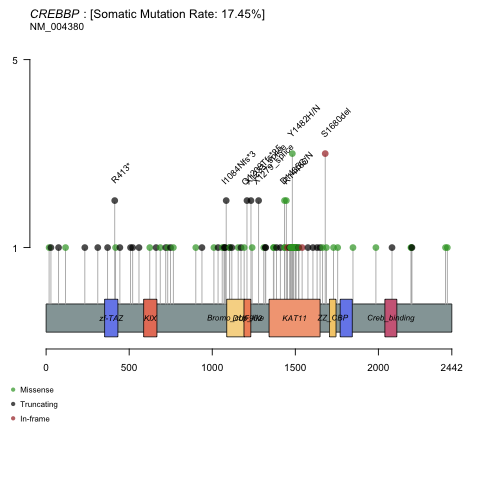 CREBBP : [Somatic Mutation Rate: 17.45%]
NM_004380
5
1
R413*
I1084Nfs*3
Y1482H/N
S1680del
zf-TAZ
KIX
KAT11
ZZ_CBP
Creb_binding
0
500
1000
1500
2000
2442
Missense
Truncating
In-frame